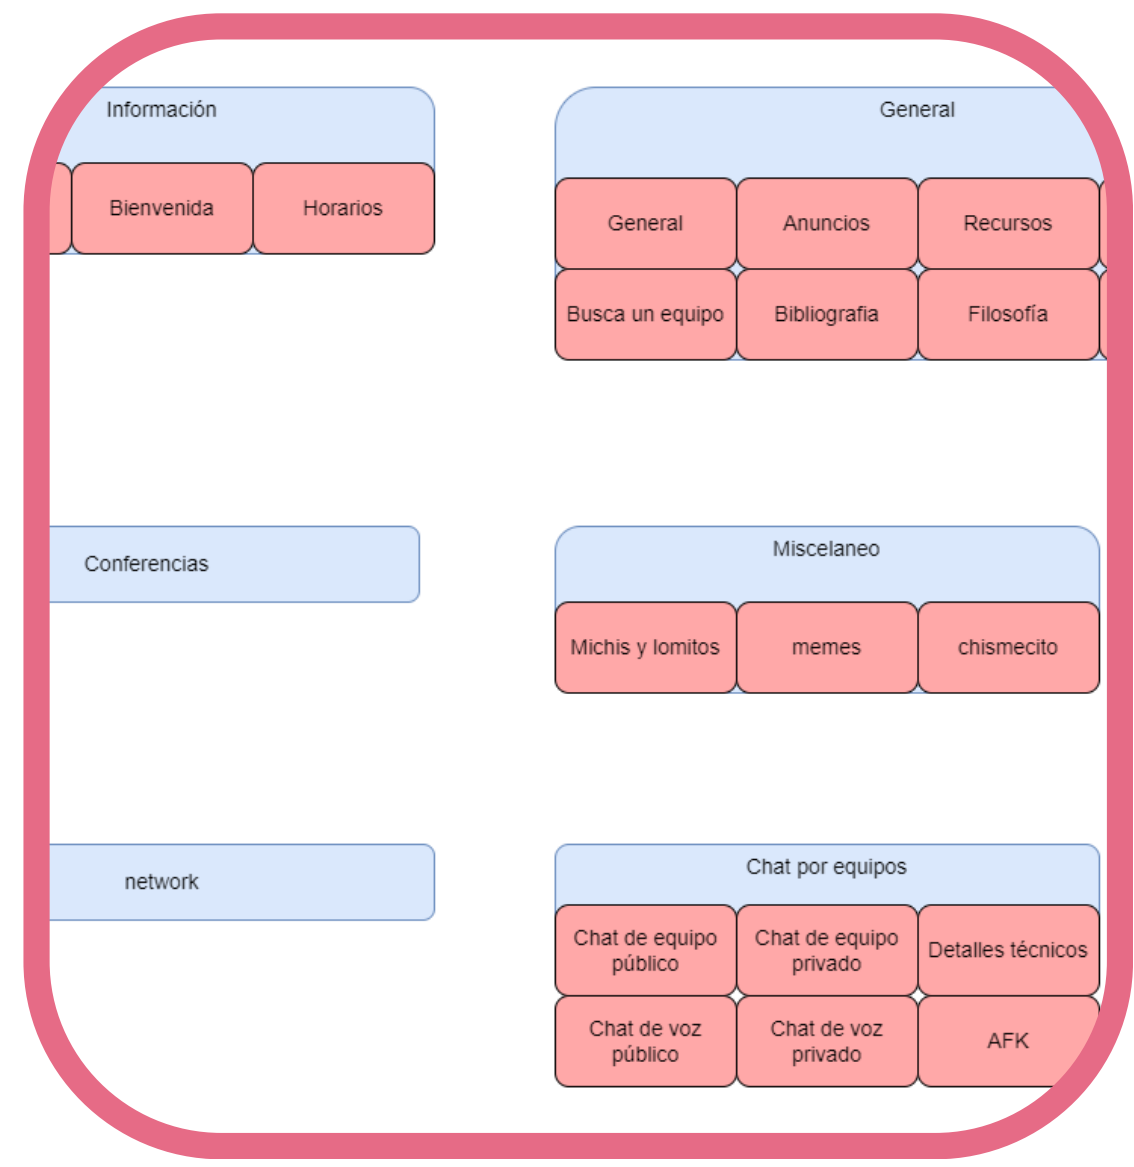 Información
Bienvenida
Horarios
General
General
Anuncios
Recursos
Busca un equipo
Bibliografia
Filosofía
Conferencias
Miscelaneo
Michis y lomitos
memes
chismecito
network
Chat por equipos
Chat de equipo
público
Chat de equipo
privado
Detalles técnicos
Chat de voz
público
Chat de voz
privado
AFK